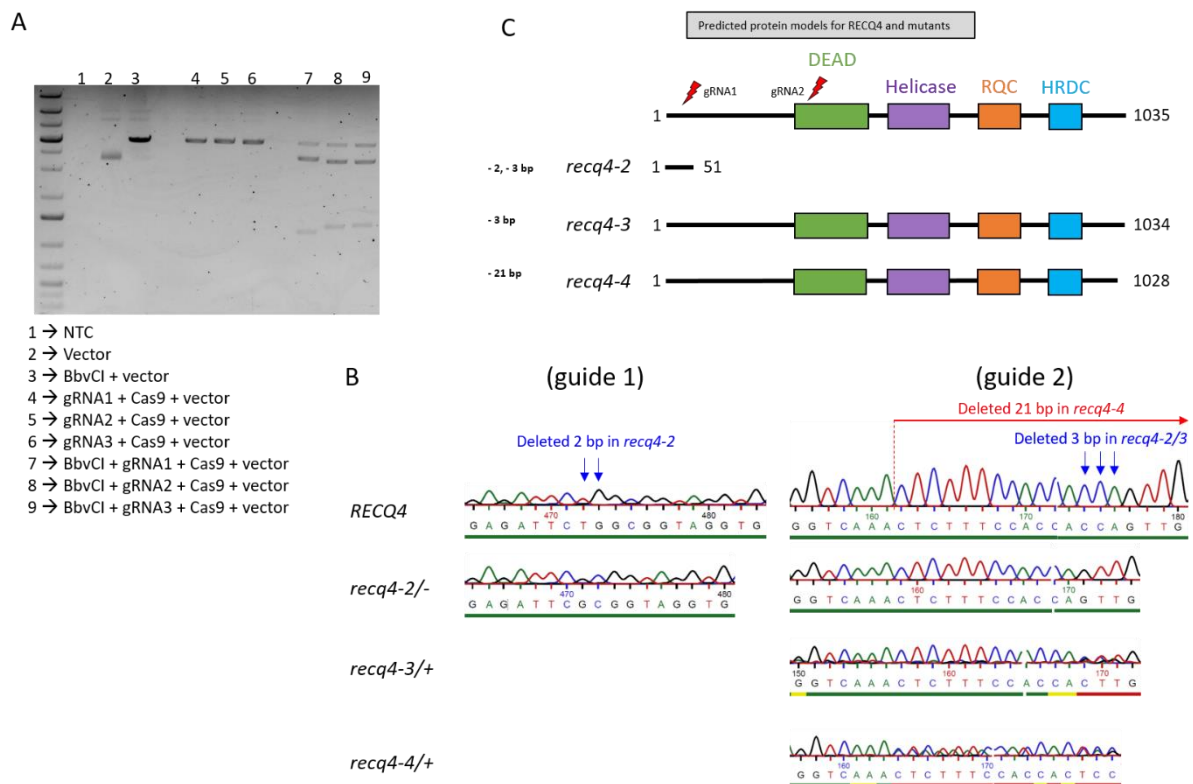 A
1 2 3 4 5 6 7 8 9
1 → NTC
2 → Vector
3 → BbvCI + vector
4 → gRNA1 + Cas9 + vector
5 → gRNA2 + Cas9 + vector
6 → gRNA3 + Cas9 + vector
7 → BbvCI + gRNA1 + Cas9 + vector
8 → BbvCI + gRNA2 + Cas9 + vector
9 → BbvCI + gRNA3 + Cas9 + vector
C
Predicted protein models for RECQ4 and mutants
DEAD
gRNA1 gRNA2 Helicase RQC HRDC
1 1035
- 2, - 3 bp recq4-2 1 51
- 3 bp recq4-3 1 1034
- 21 bp recq4-4 1 1028
B
(guide 1) (guide 2)
Deleted 21 bp in recq4-4
Deleted 2 bp in recq4-2 Deleted 3 bp in recq4-2/3
RECQ4
470 480
G A G A T T C T G G C G G T A G G T G
160 170 180
G G T C A A A C T C T T T C C A C C A C C A G T T G
recq4-2/-
470 480
G A G A T T C G C G G T A G G T G
160 170
G G T C A A A C T C T T T C C A C C A G T T G
recq4-3/+
150 160 170
G G T C A A A C T C T T T C C A C C A C T T G
recq4-4/+
160 170
G G T C A A A C T C T T T C C A C C A C T C C